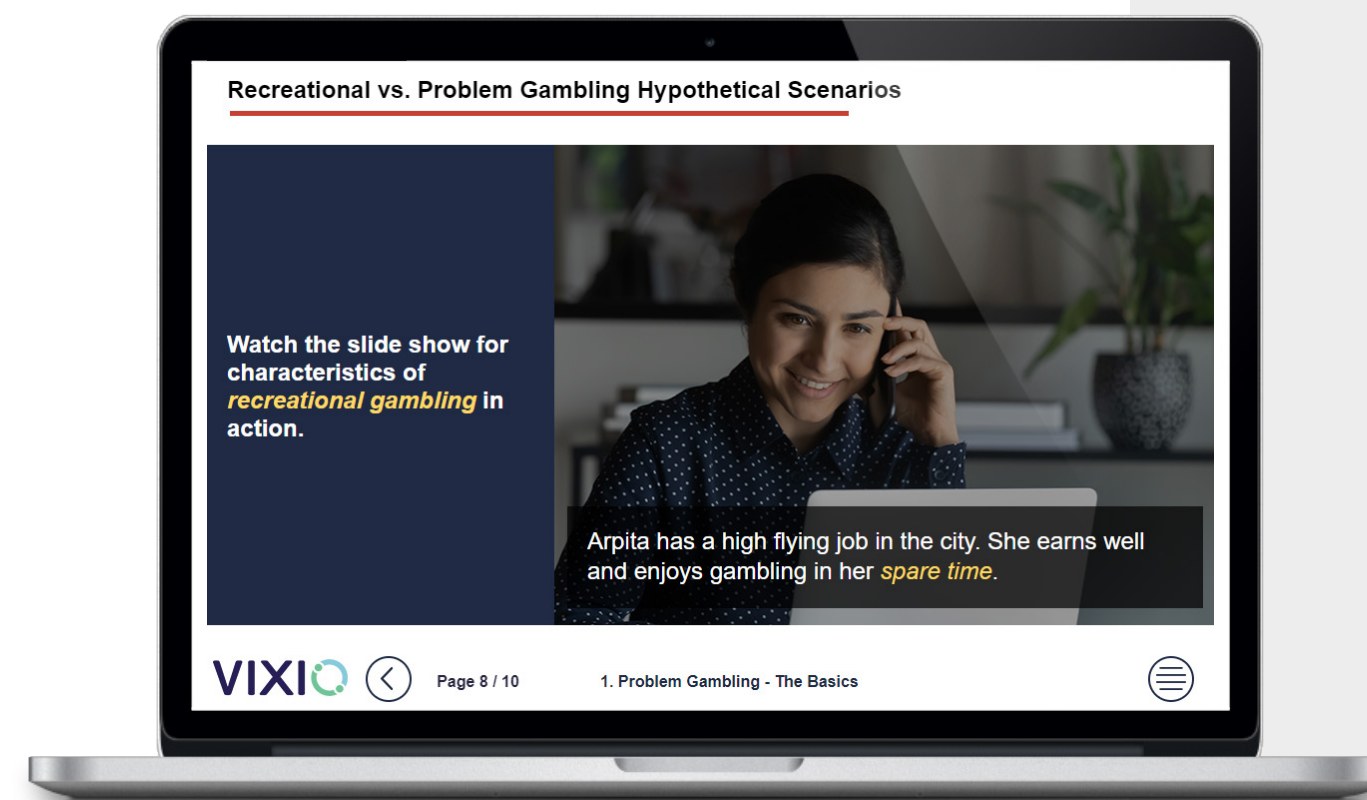 Recreational vs. Problem Gambling Hypothetical Scenarios
Watch the slide show for
characteristics of
recreational gambling in
action.
Arpita has a high flying job in the city. She earns well
and enjoys gambling in her spare time.
VIXIO
Page 8 / 10
1. Problem Gambling - The Basics